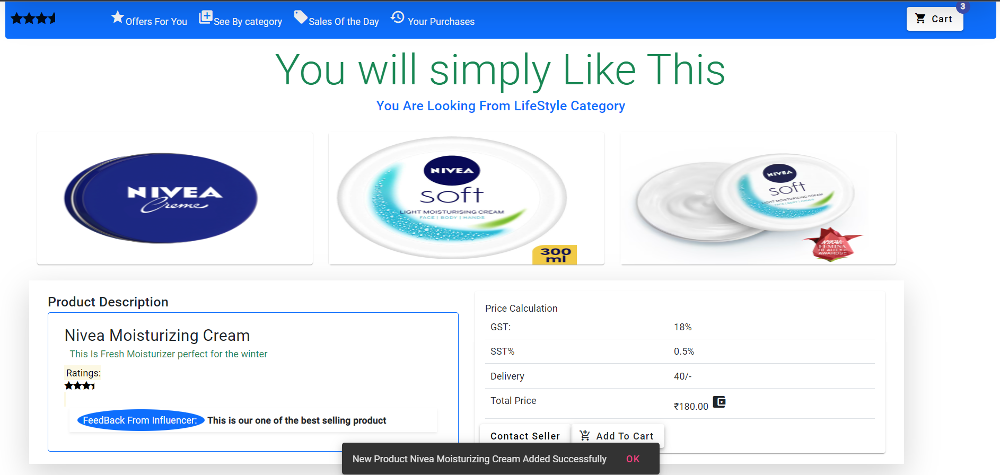 Offers For You
See By category
Sales Of the Day
Your Purchases
3
Cart
You will simply Like This
You Are Looking From LifeStyle Category
NIVEA
Creme
NIVEA
soft
LIGHT MOISTURISING CREAM
FACE | BODY | HANDS
300
ml
NIVEA
soft
LIGHT MOISTURISING CREAM
FACE | BODY | HANDS
NYKAA
FEMINA
BEAUTY
AWARDS
Product Description
Nivea Moisturizing Cream
This Is Fresh Moisturizer perfect for the winter
Ratings:
FeedBack From Influencer: This is our one of the best selling product
Price Calculation
GST: 18%
SST% 0.5%
Delivery 40/-
Total Price ₹180.00
Contact Seller
Add To Cart
New Product Nivea Moisturizing Cream Added Successfully OK